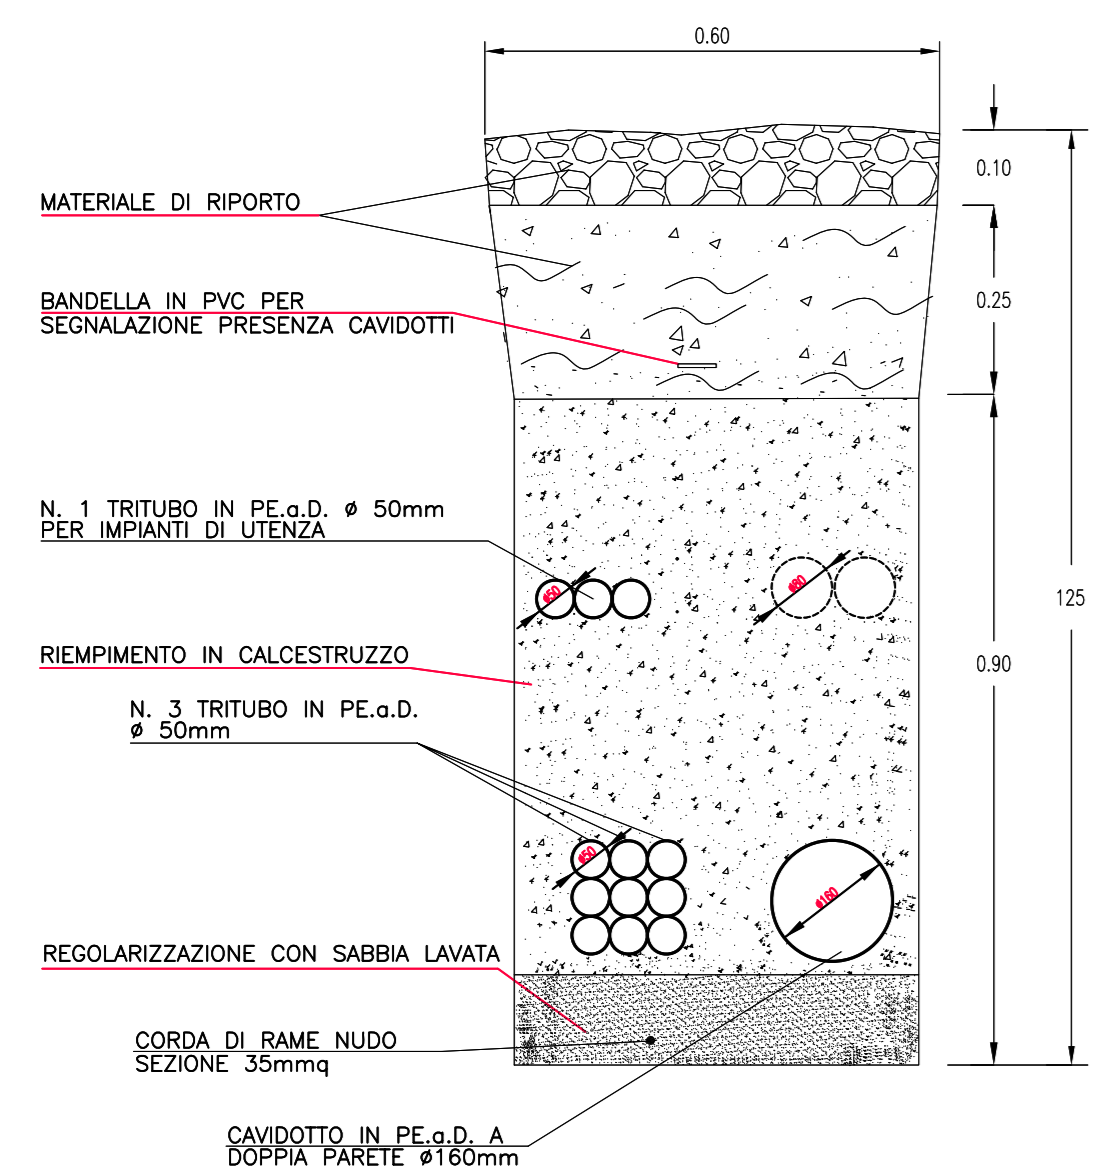 0.60
0.10
MATERIALE DI RIPORTO
BANDELLA IN PVC PER
SEGNALAZIONE PRESENZA CAVIDOTTI
0.25
N. 1 TRITUBO IN PE.a.D. ø 50mm
PER IMPIANTI DI UTENZA
ø50
ø80
125
RIEMPIMENTO IN CALCESTRUZZO
0.90
N. 3 TRITUBO IN PE.a.D.
ø 50mm
ø50
ø160
REGOLARIZZAZIONE CON SABBIA LAVATA
CORDA DI RAME NUDO
SEZIONE 35mmq
CAVIDOTTO IN PE.a.D. A
DOPPIA PARETE ø160mm